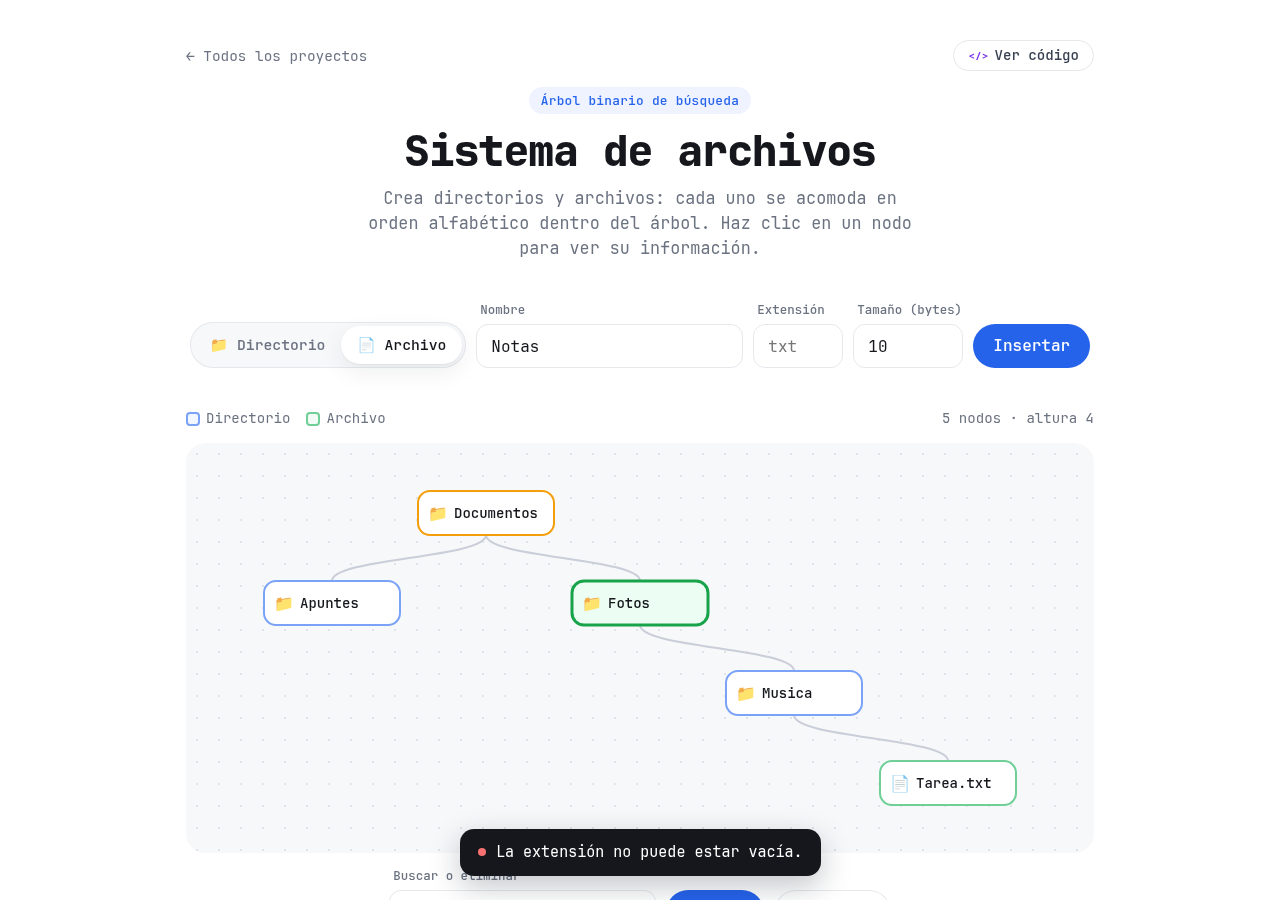 ← Todos los proyectos
</> Ver código
Árbol binario de búsqueda
Sistema de archivos
Crea directorios y archivos: cada uno se acomoda en
orden alfabético dentro del árbol. Haz clic en un nodo
para ver su información.
Nombre
Extensión
Tamaño (bytes)
Directorio
Archivo
Notas
txt
10
Insertar
Directorio
Archivo
5 nodos · altura 4
Documentos
Apuntes
Fotos
Musica
Tarea.txt
La extensión no puede estar vacía.
Buscar o eliminar